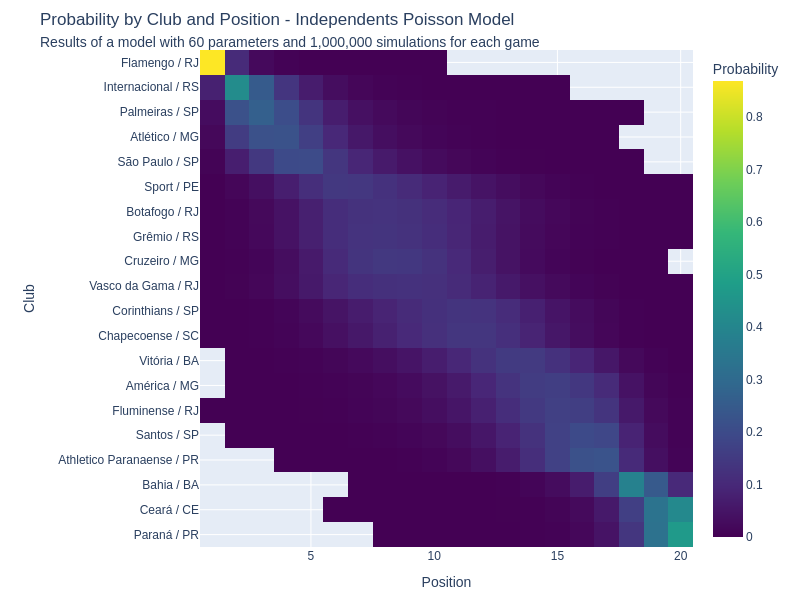 Probability by Club and Position - Independents Poisson Model
Results of a model with 60 parameters and 1,000,000 simulations for each game
Probability
Club
Flamengo / RJ
Internacional / RS
Palmeiras / SP
Atlético / MG
São Paulo / SP
Sport / PE
Botafogo / RJ
Grêmio / RS
Cruzeiro / MG
Vasco da Gama / RJ
Corinthians / SP
Chapecoense / SC
Vitória / BA
América / MG
Fluminense / RJ
Santos / SP
Athletico Paranaense / PR
Bahia / BA
Ceará / CE
Paraná / PR
0.8
0.7
0.6
0.5
0.4
0.3
0.2
0.1
0
5 10 15 20
Position